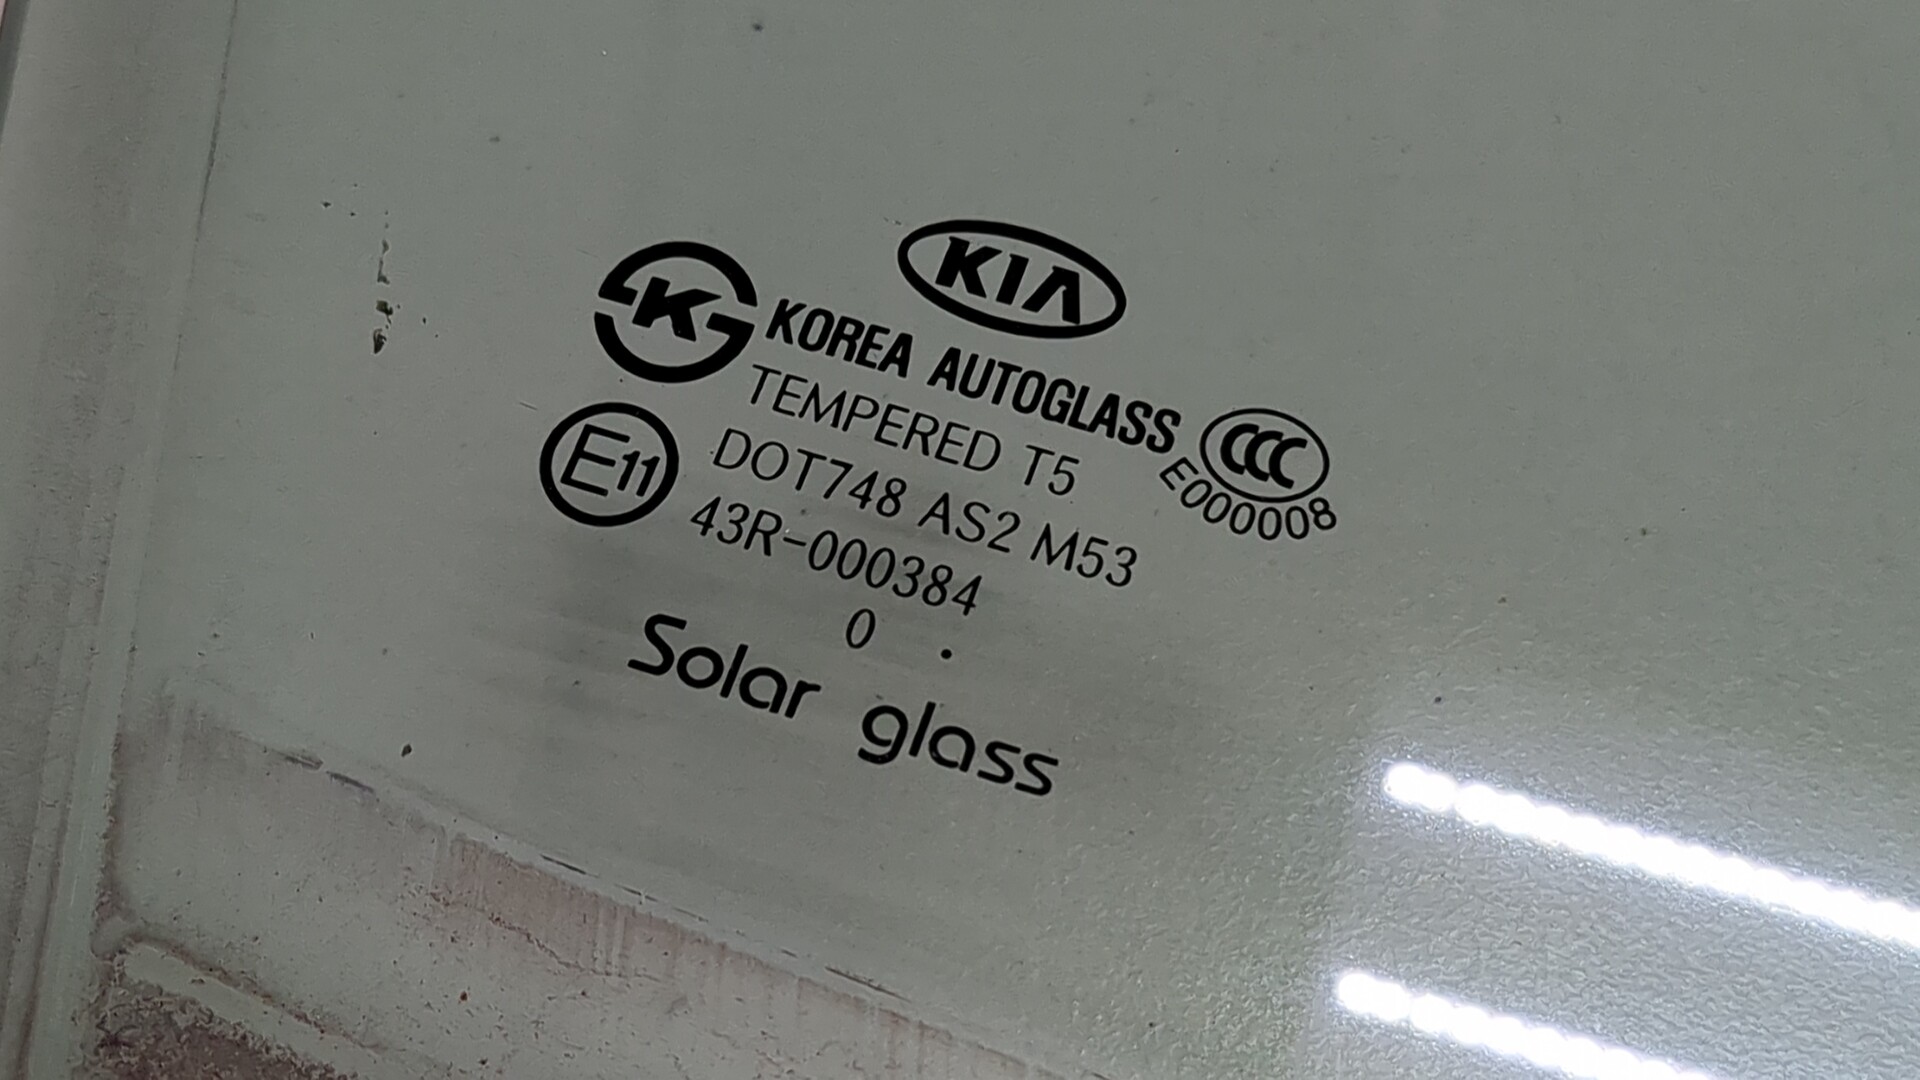 KIA
K
KOREA AUTOGLASS
CCC
E000008
TEMPERED T5
E11
DOT748 AS2 M53
43R-000384
0 .
Solar glass